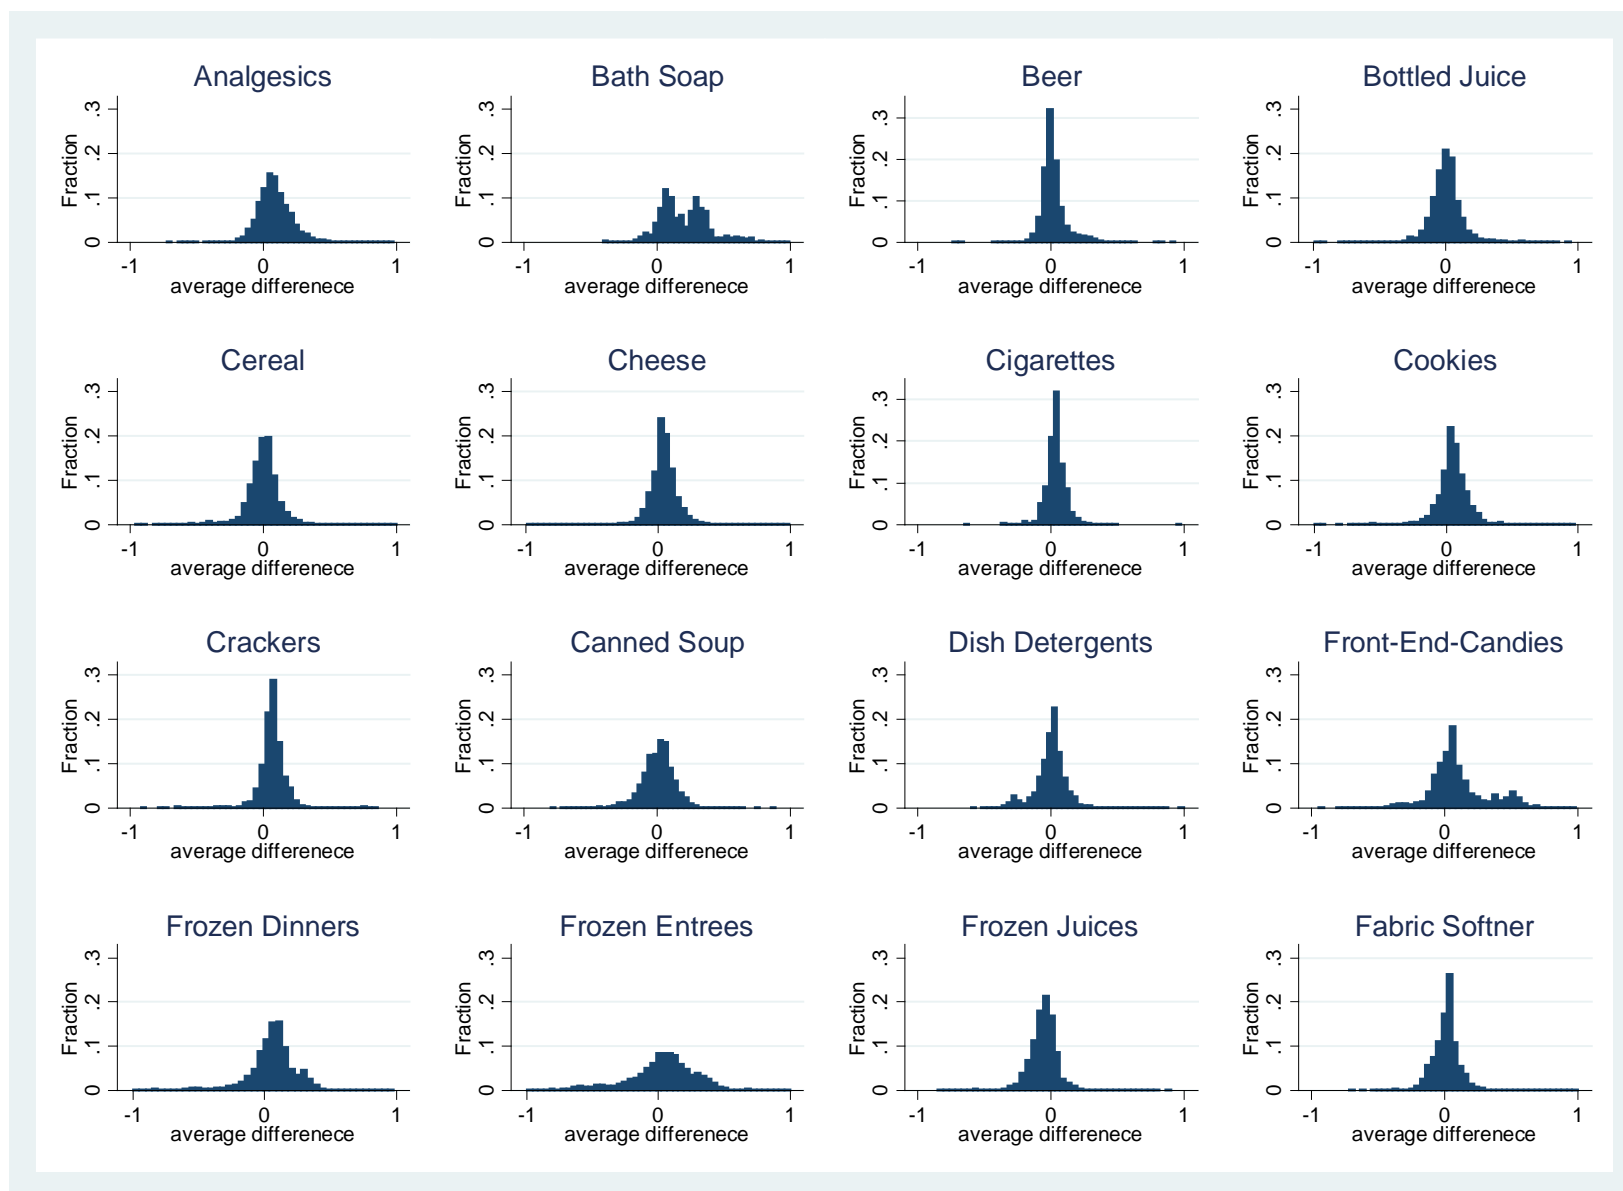 Analgesics
Fraction
0 .1 .2 .3
-1 0 1
average differenece
Bath Soap
Fraction
0 .1 .2 .3
-1 0 1
average differenece
Beer
Fraction
0 .1 .2 .3
-1 0 1
average differenece
Bottled Juice
Fraction
0 .1 .2 .3
-1 0 1
average differenece
Cereal
Fraction
0 .1 .2 .3
-1 0 1
average differenece
Cheese
Fraction
0 .1 .2 .3
-1 0 1
average differenece
Cigarettes
Fraction
0 .1 .2 .3
-1 0 1
average differenece
Cookies
Fraction
0 .1 .2 .3
-1 0 1
average differenece
Crackers
Fraction
0 .1 .2 .3
-1 0 1
average differenece
Canned Soup
Fraction
0 .1 .2 .3
-1 0 1
average differenece
Dish Detergents
Fraction
0 .1 .2 .3
-1 0 1
average differenece
Front-End-Candies
Fraction
0 .1 .2 .3
-1 0 1
average differenece
Frozen Dinners
Fraction
0 .1 .2 .3
-1 0 1
average differenece
Frozen Entrees
Fraction
0 .1 .2 .3
-1 0 1
average differenece
Frozen Juices
Fraction
0 .1 .2 .3
-1 0 1
average differenece
Fabric Softner
Fraction
0 .1 .2 .3
-1 0 1
average differenece